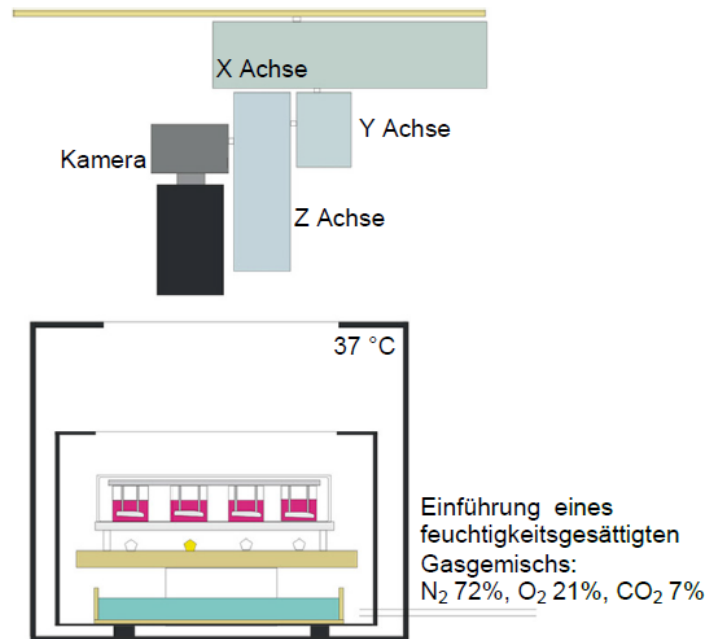 X Achse
Y Achse
Kamera
Z Achse
37 °C
Einführung eines
feuchtigkeitsgesättigten
Gasgemischs:
N₂ 72%, O₂ 21%, CO₂ 7%